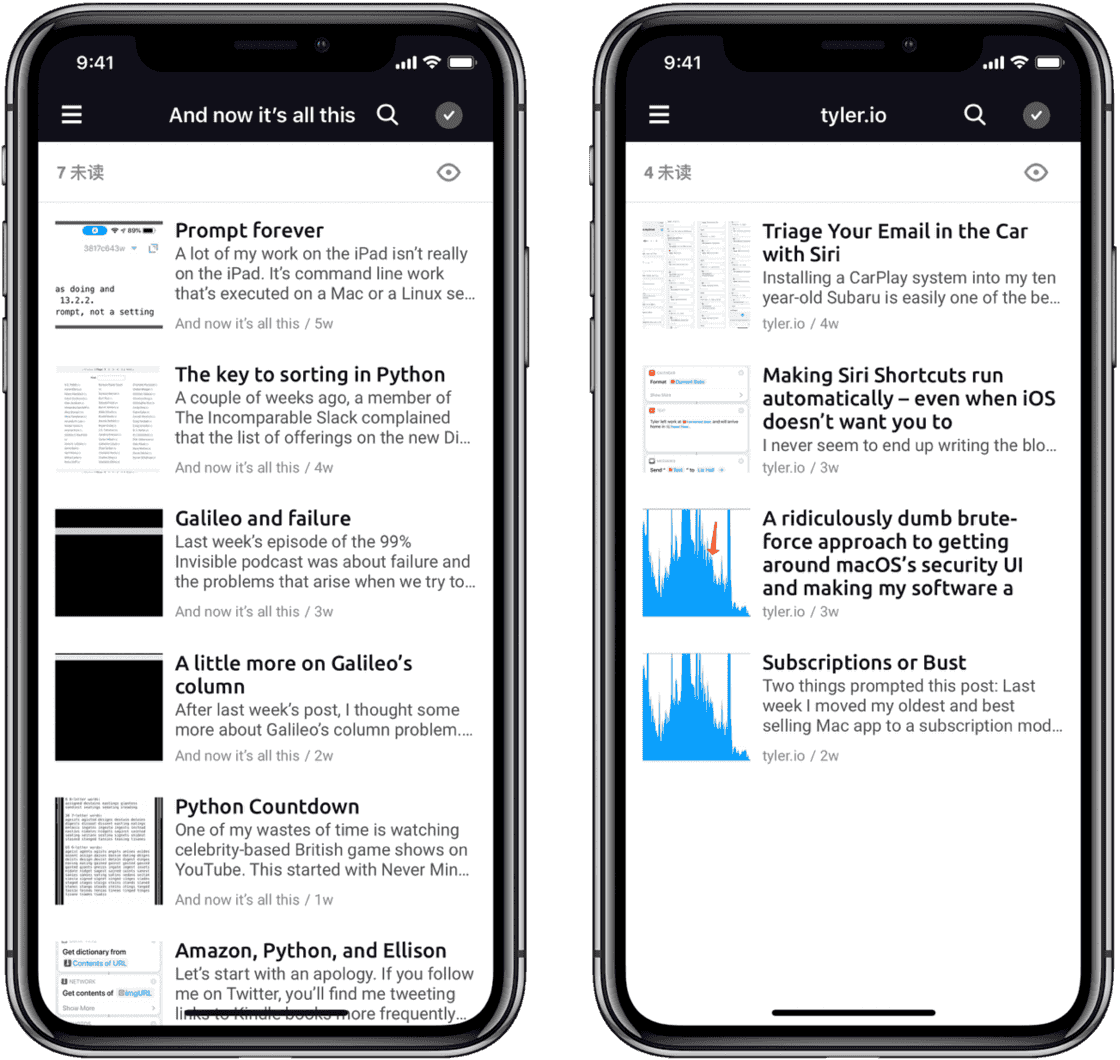 9:41
And now it's all this
7 未读
89%
3817c643w
as doing and
13.2.2.
rompt, not a setting
Prompt forever
A lot of my work on the iPad isn't really
on the iPad. It's command line work
that's executed on a Mac or a Linux se…
And now it's all this / 5w
The key to sorting in Python
A couple of weeks ago, a member of
The Incomparable Slack complained
that the list of offerings on the new Di…
And now it's all this / 4w
Galileo and failure
Last week's episode of the 99%
Invisible podcast was about failure and
the problems that arise when we try to…
And now it's all this / 3w
A little more on Galileo's
column
After last week's post, I thought some
more about Galileo's column problem.…
And now it's all this / 2w
Python Countdown
One of my wastes of time is watching
celebrity-based British game shows on
YouTube. This started with Never Min…
And now it's all this / 1w
Get dictionary from
Contents of URL
NETWORK
Get contents of ImgURL
Show More
Amazon, Python, and Ellison
Let's start with an apology. If you follow
me on Twitter, you'll find me tweeting
links to Kindle books more frequently…
9:41
tyler.io
4 未读
Triage Your Email in the Car
with Siri
Installing a CarPlay system into my ten
year-old Subaru is easily one of the be…
tyler.io / 4w
Format Current Date
Show More
Send " Text " to Liz Hall
Making Siri Shortcuts run
automatically – even when iOS
doesn't want you to
I never seem to end up writing the blo…
tyler.io / 3w
A ridiculously dumb brute-
force approach to getting
around macOS's security UI
and making my software a
tyler.io / 3w
Subscriptions or Bust
Two things prompted this post: Last
week I moved my oldest and best
selling Mac app to a subscription mod…
tyler.io / 2w